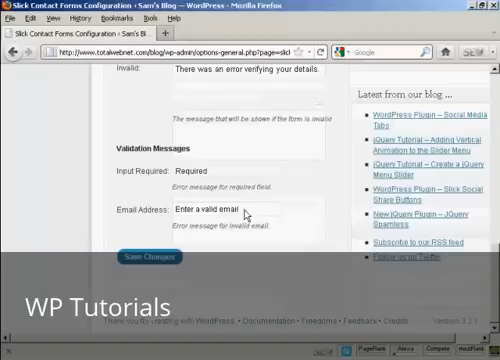 Slick Contact Forms Configuration ‹ Sam's Blog — WordPress - Mozilla Firefox
File Edit View History Bookmarks Tools Help
http://www.totalwebnet.com/blog/wp-admin/options-general.php?page=slick
Google
Invalid:
There was an error verifying your details.
The message that will be shown if the form is invalid
Validation Messages
Input Required:
Required
Error message for required field.
Email Address:
Enter a valid email
Error message for invalid email
Save Changes
Latest from our blog ...
WordPress Plugin – Social Media
Tabs
jQuery Tutorial – Adding Vertical
Animation to the Slider Menu
jQuery Tutorial – Create a jQuery
Menu Slider
WordPress Plugin – Slick Social
Share Buttons
New jQuery Plugin – jQuery
Spamless
Subscribe to our RSS feed
Follow us on Twitter
WP Tutorials
Thank you for creating with WordPress. • Documentation • Freedoms • Feedback • Credits
Version 3.2.1
PageRank Alexa Compete mozRank